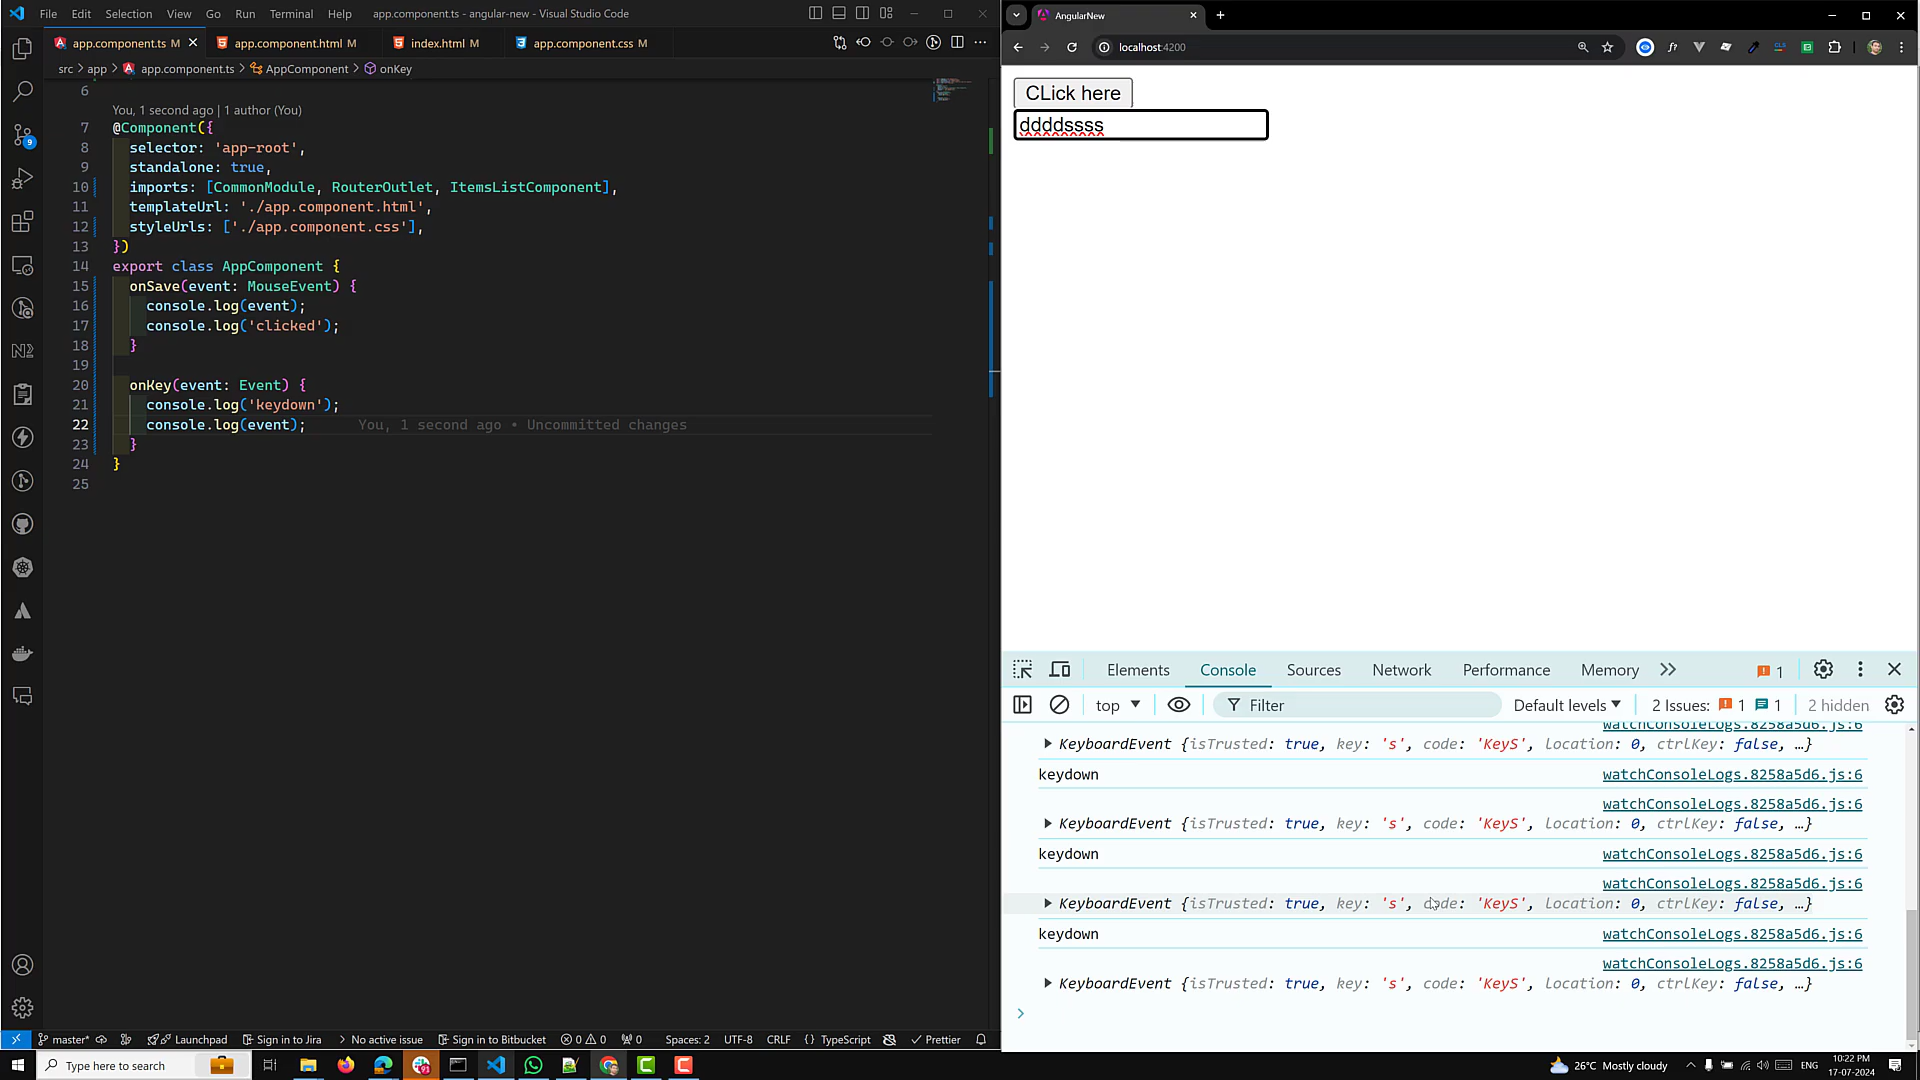 File Edit Selection View Go Run Terminal Help app.component.ts - angular-new - Visual Studio Code
app.component.ts M app.component.html M index.html M app.component.css M
src > app > app.component.ts > AppComponent > onKey
6
You, 1 second ago | 1 author (You)
7 @Component({
8 selector: 'app-root',
9 standalone: true,
10 imports: [CommonModule, RouterOutlet, ItemsListComponent],
11 templateUrl: './app.component.html',
12 styleUrls: ['./app.component.css'],
13 })
14 export class AppComponent {
15 onSave(event: MouseEvent) {
16 console.log(event);
17 console.log('clicked');
18 }
19
20 onKey(event: Event) {
21 console.log('keydown');
22 console.log(event); You, 1 second ago • Uncommitted changes
23 }
24 }
25
9
master* Launchpad Sign in to Jira No active issue Sign in to Bitbucket 0 0 0 Spaces: 2 UTF-8 CRLF {} TypeScript Prettier
AngularNew
localhost:4200
CLick here
ddddssss
Elements Console Sources Network Performance Memory 1
top Filter Default levels 2 Issues: 1 1 2 hidden
watchConsoleLogs.8258a5d6.js:6
KeyboardEvent {isTrusted: true, key: 's', code: 'KeyS', location: 0, ctrlKey: false, …}
keydown watchConsoleLogs.8258a5d6.js:6
watchConsoleLogs.8258a5d6.js:6
KeyboardEvent {isTrusted: true, key: 's', code: 'KeyS', location: 0, ctrlKey: false, …}
keydown watchConsoleLogs.8258a5d6.js:6
watchConsoleLogs.8258a5d6.js:6
KeyboardEvent {isTrusted: true, key: 's', code: 'KeyS', location: 0, ctrlKey: false, …}
keydown watchConsoleLogs.8258a5d6.js:6
watchConsoleLogs.8258a5d6.js:6
KeyboardEvent {isTrusted: true, key: 's', code: 'KeyS', location: 0, ctrlKey: false, …}
Type here to search
26°C Mostly cloudy ENG
10:22 PM
17-07-2024